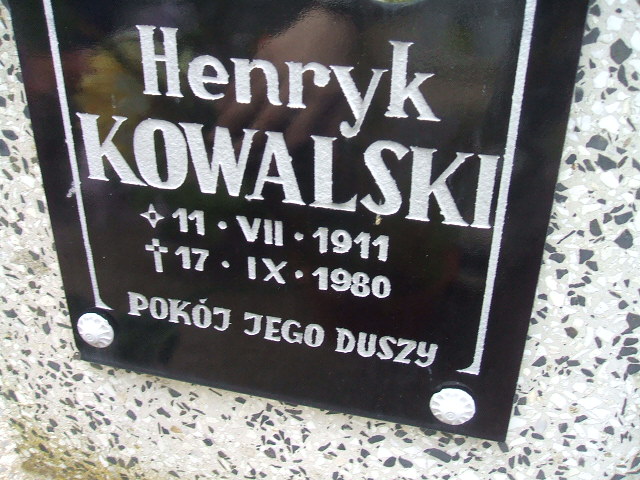 Henryk
KOWALSKI
✧ 11 · VII · 1911
† 17 · IX · 1980
POKÓJ JEGO DUSZY